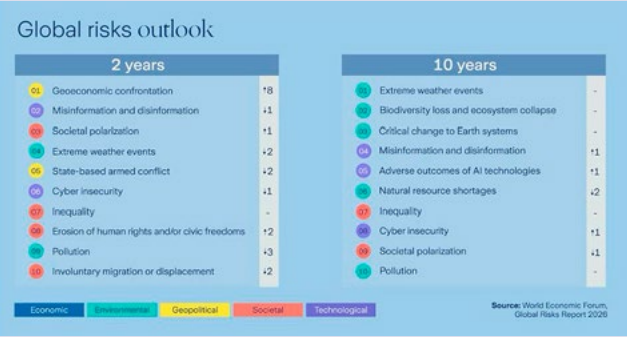 Global risks outlook
2 years
01 Geoeconomic confrontation ↑8
02 Misinformation and disinformation ↓1
03 Societal polarization ↑1
04 Extreme weather events ↓2
05 State-based armed conflict ↓2
06 Cyber insecurity ↓1
07 Inequality -
08 Erosion of human rights and/or civic freedoms ↑2
09 Pollution ↓3
10 Involuntary migration or displacement ↓2
10 years
01 Extreme weather events -
02 Biodiversity loss and ecosystem collapse -
03 Critical change to Earth systems -
04 Misinformation and disinformation ↑1
05 Adverse outcomes of AI technologies ↑1
06 Natural resource shortages ↓2
07 Inequality -
08 Cyber insecurity ↑1
09 Societal polarization ↓1
10 Pollution -
Economic
Environmental
Geopolitical
Societal
Technological
Source: World Economic Forum,
Global Risks Report 2026